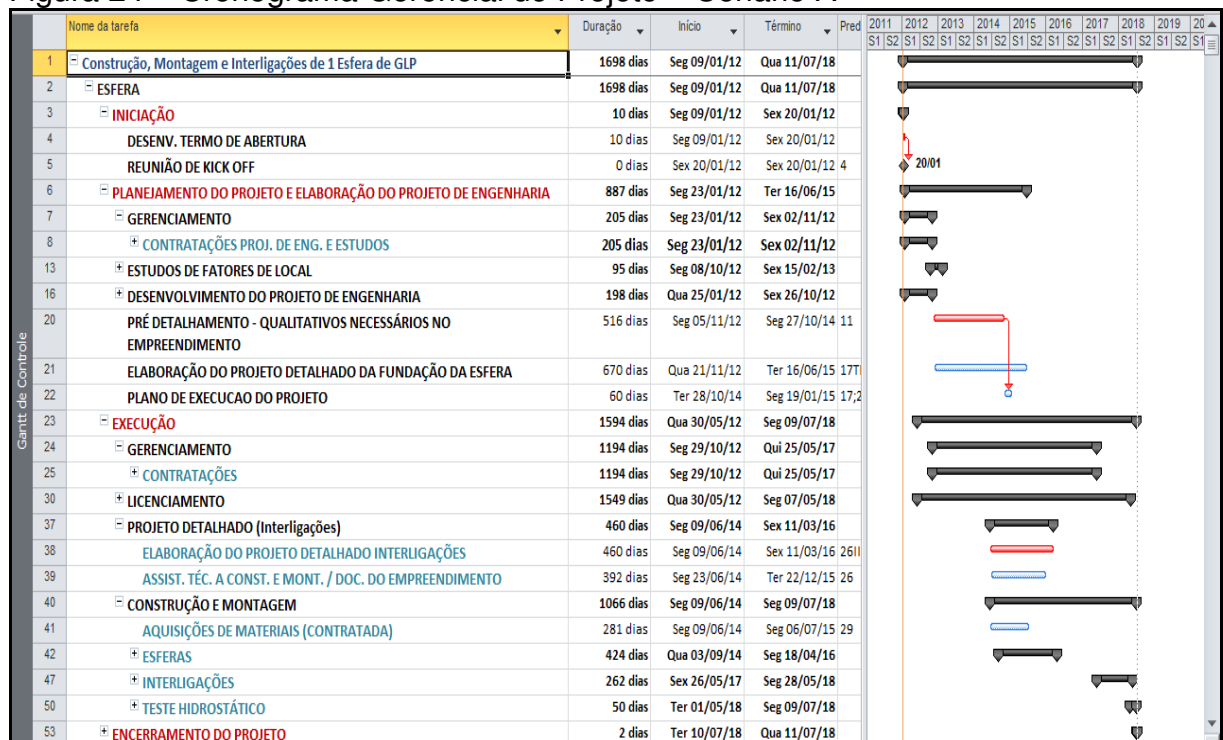 Figura 24 – Cronograma Gerencial do Projeto – Cenário A
Nome da tarefa Duração Início Término Pred 2011 2012 2013 2014 2015 2016 2017 2018 2019 20
S1 S2 S1 S2 S1 S2 S1 S2 S1 S2 S1 S2 S1 S2 S1 S2 S1 S2 S1
1 Construção, Montagem e Interligações de 1 Esfera de GLP 1698 dias Seg 09/01/12 Qua 11/07/18
2 ESFERA 1698 dias Seg 09/01/12 Qua 11/07/18
3 INICIAÇÃO 10 dias Seg 09/01/12 Sex 20/01/12
4 DESENV. TERMO DE ABERTURA 10 dias Seg 09/01/12 Sex 20/01/12
5 REUNIÃO DE KICK OFF 0 dias Sex 20/01/12 Sex 20/01/12 4 20/01
6 PLANEJAMENTO DO PROJETO E ELABORAÇÃO DO PROJETO DE ENGENHARIA 887 dias Seg 23/01/12 Ter 16/06/15
7 GERENCIAMENTO 205 dias Seg 23/01/12 Sex 02/11/12
8 CONTRATAÇÕES PROJ. DE ENG. E ESTUDOS 205 dias Seg 23/01/12 Sex 02/11/12
13 ESTUDOS DE FATORES DE LOCAL 95 dias Seg 08/10/12 Sex 15/02/13
16 DESENVOLVIMENTO DO PROJETO DE ENGENHARIA 198 dias Qua 25/01/12 Sex 26/10/12
20 PRÉ DETALHAMENTO - QUALITATIVOS NECESSÁRIOS NO 516 dias Seg 05/11/12 Seg 27/10/14 11
EMPREENDIMENTO
21 ELABORAÇÃO DO PROJETO DETALHADO DA FUNDAÇÃO DA ESFERA 670 dias Qua 21/11/12 Ter 16/06/15 17TI
22 PLANO DE EXECUCAO DO PROJETO 60 dias Ter 28/10/14 Seg 19/01/15 17;2
23 EXECUÇÃO 1594 dias Qua 30/05/12 Seg 09/07/18
24 GERENCIAMENTO 1194 dias Seg 29/10/12 Qui 25/05/17
25 CONTRATAÇÕES 1194 dias Seg 29/10/12 Qui 25/05/17
30 LICENCIAMENTO 1549 dias Qua 30/05/12 Seg 07/05/18
37 PROJETO DETALHADO (Interligações) 460 dias Seg 09/06/14 Sex 11/03/16
38 ELABORAÇÃO DO PROJETO DETALHADO INTERLIGAÇÕES 460 dias Seg 09/06/14 Sex 11/03/16 26II
39 ASSIST. TÉC. A CONST. E MONT. / DOC. DO EMPREENDIMENTO 392 dias Seg 23/06/14 Ter 22/12/15 26
40 CONSTRUÇÃO E MONTAGEM 1066 dias Seg 09/06/14 Seg 09/07/18
41 AQUISIÇÕES DE MATERIAIS (CONTRATADA) 281 dias Seg 09/06/14 Seg 06/07/15 29
42 ESFERAS 424 dias Qua 03/09/14 Seg 18/04/16
47 INTERLIGAÇÕES 262 dias Sex 26/05/17 Seg 28/05/18
50 TESTE HIDROSTÁTICO 50 dias Ter 01/05/18 Seg 09/07/18
53 ENCERRAMENTO DO PROJETO 2 dias Ter 10/07/18 Qua 11/07/18
Gantt de Controle